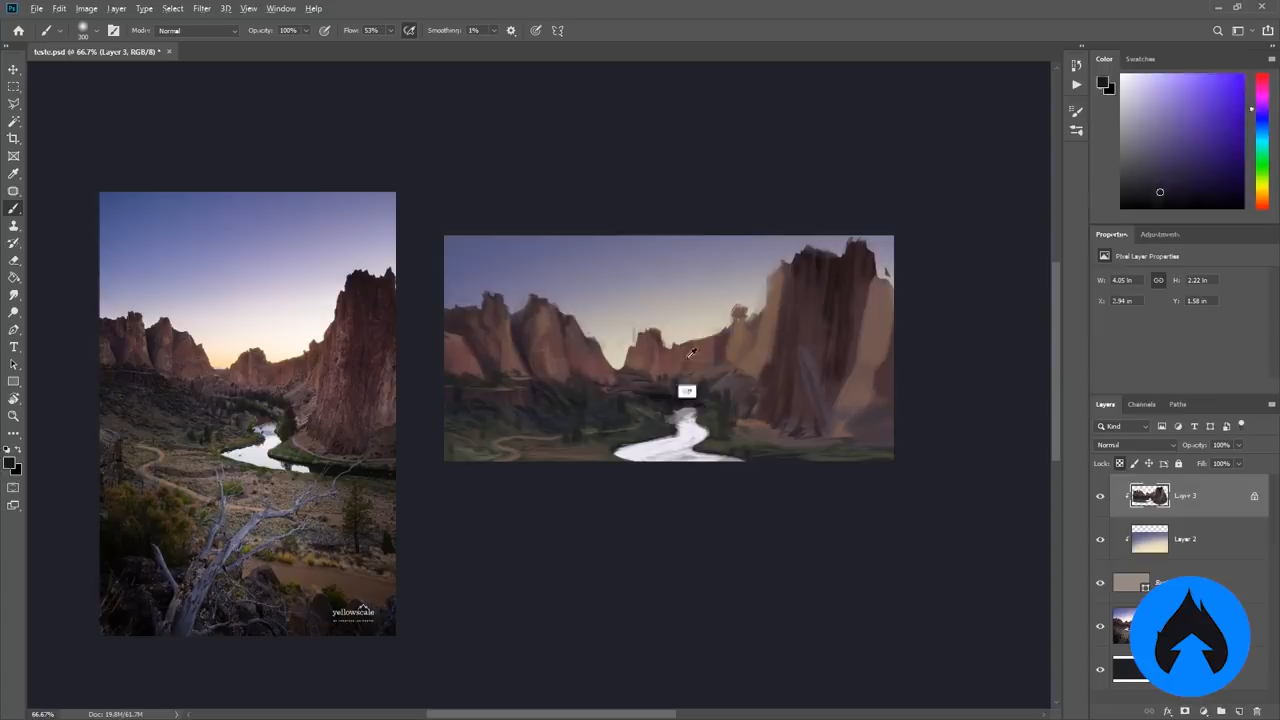 Ps File Edit Image Layer Type Select Filter 3D View Window Help
300 Mode: Normal Opacity: 100% Flow: 53% Smoothing: 1%
teste.psd @ 66.7% (Layer 3, RGB/8) *
yellowscale
Color Swatches
Properties Adjustments
Pixel Layer Properties
W: 4.05 in H: 2.22 in
X: 2.94 in Y: 1.58 in
Layers Channels Paths
Kind
Normal Opacity: 100%
Lock: Fill: 100%
Layer 3
Layer 2
66.67% Doc: 19.8M/61.7M